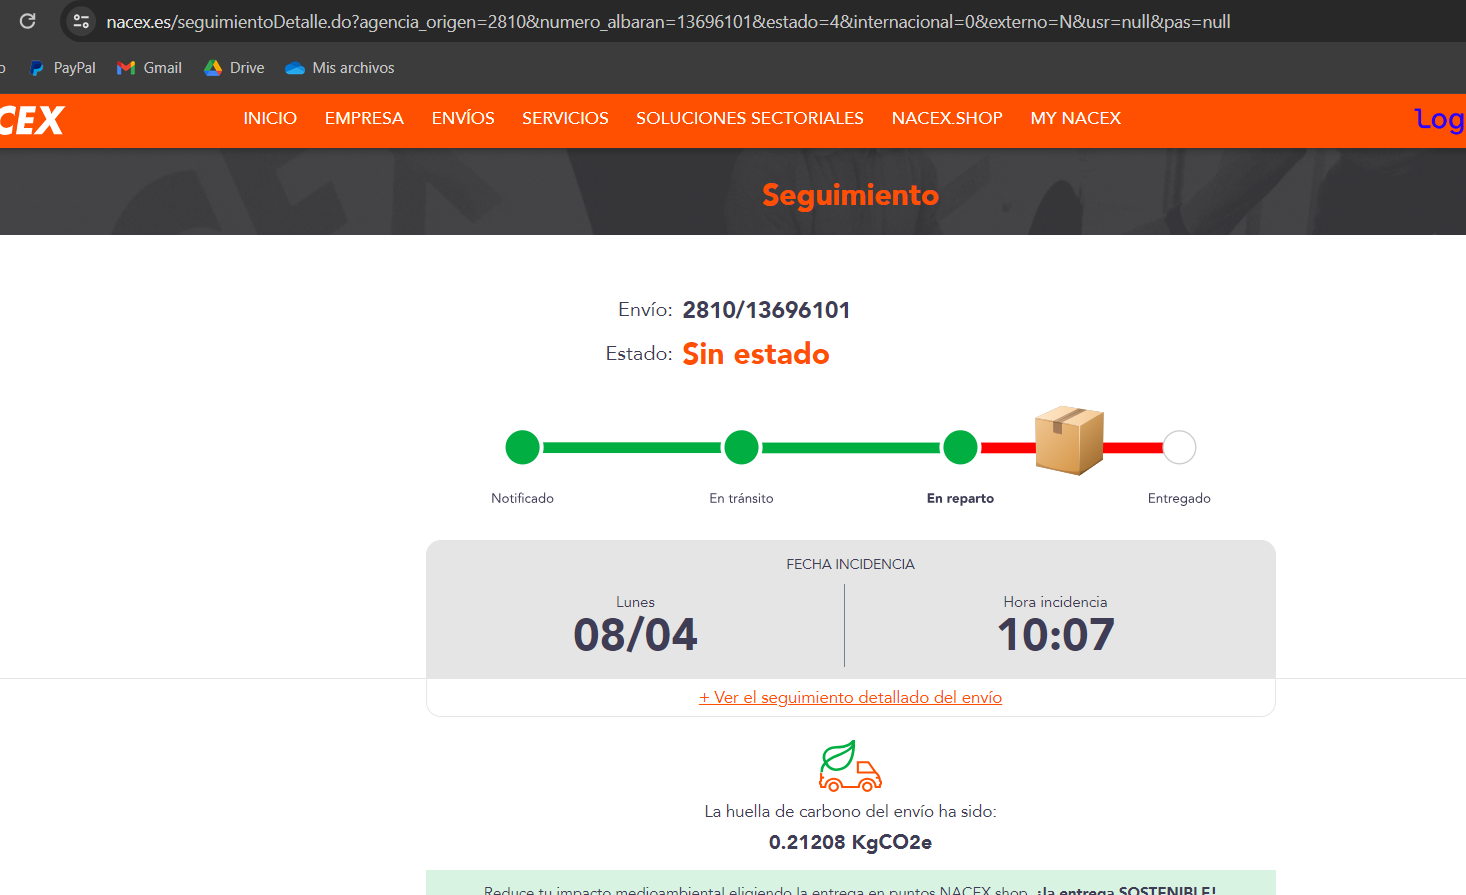 nacex.es/seguimientoDetalle.do?agencia_origen=2810&numero_albaran=13696101&estado=4&internacional=0&externo=N&usr=null&pas=null
PayPal Gmail Drive Mis archivos
CEX INICIO EMPRESA ENVÍOS SERVICIOS SOLUCIONES SECTORIALES NACEX.SHOP MY NACEX log
Seguimiento
Envío: 2810/13696101
Estado: Sin estado
Notificado En tránsito En reparto Entregado
FECHA INCIDENCIA
Lunes Hora incidencia
08/04 10:07
+ Ver el seguimiento detallado del envío
La huella de carbono del envío ha sido:
0.21208 KgCO2e
Reduce tu impacto medioambiental eligiendo la entrega en puntos NACEX.shop, ¡la entrega SOSTENIBLE!